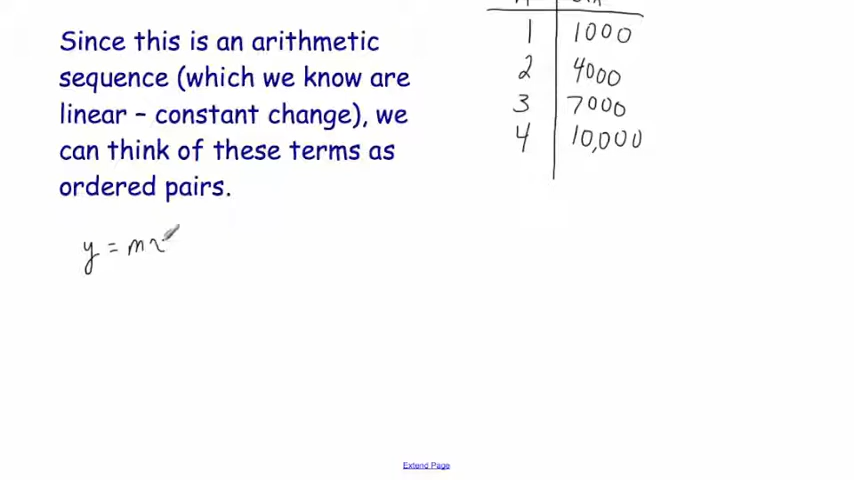 Since this is an arithmetic
sequence (which we know are
linear – constant change), we
can think of these terms as
ordered pairs.
1 1000
2 4000
3 7000
4 10,000
y = mx
Extend Page